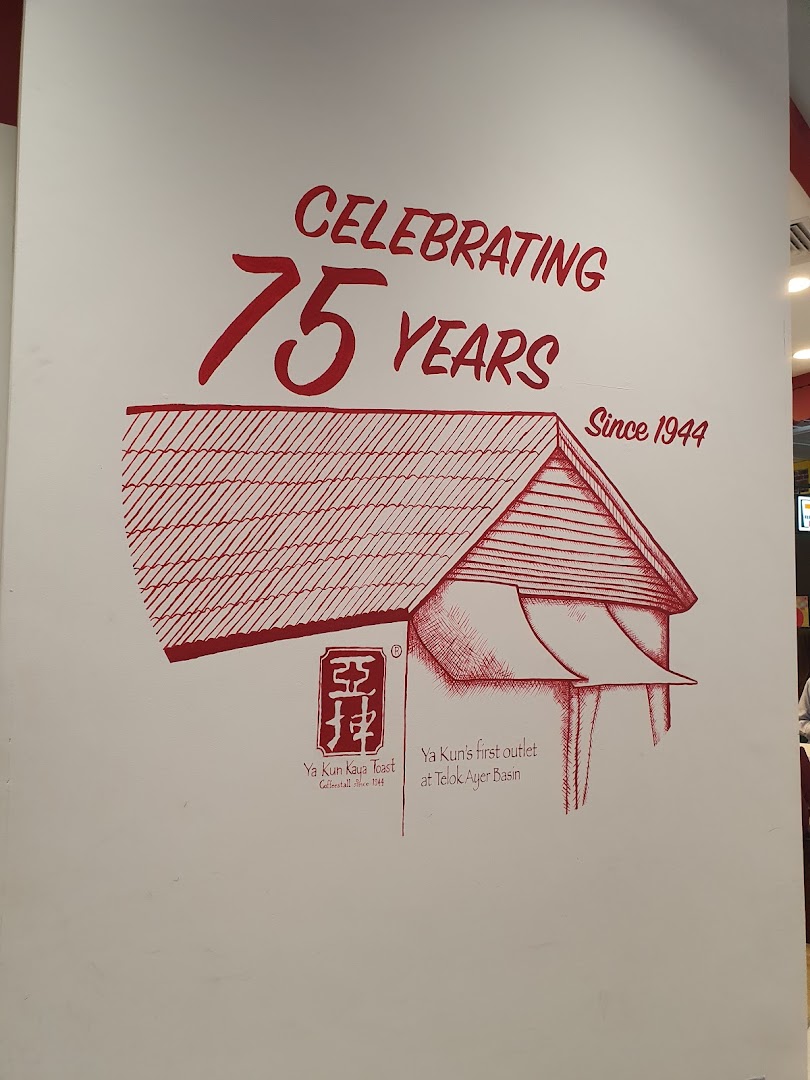 CELEBRATING
75 YEARS
Since 1944
亞坤
®
Ya Kun Kaya Toast
Coffeestall since 1944
Ya Kun's first outlet
at Telok Ayer Basin